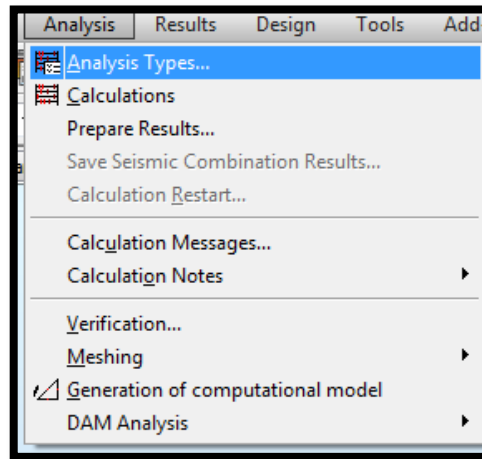 Analysis Results Design Tools Add
Analysis Types...
Calculations
Prepare Results...
Save Seismic Combination Results...
Calculation Restart...
Calculation Messages...
Calculation Notes
Verification...
Meshing
Generation of computational model
DAM Analysis